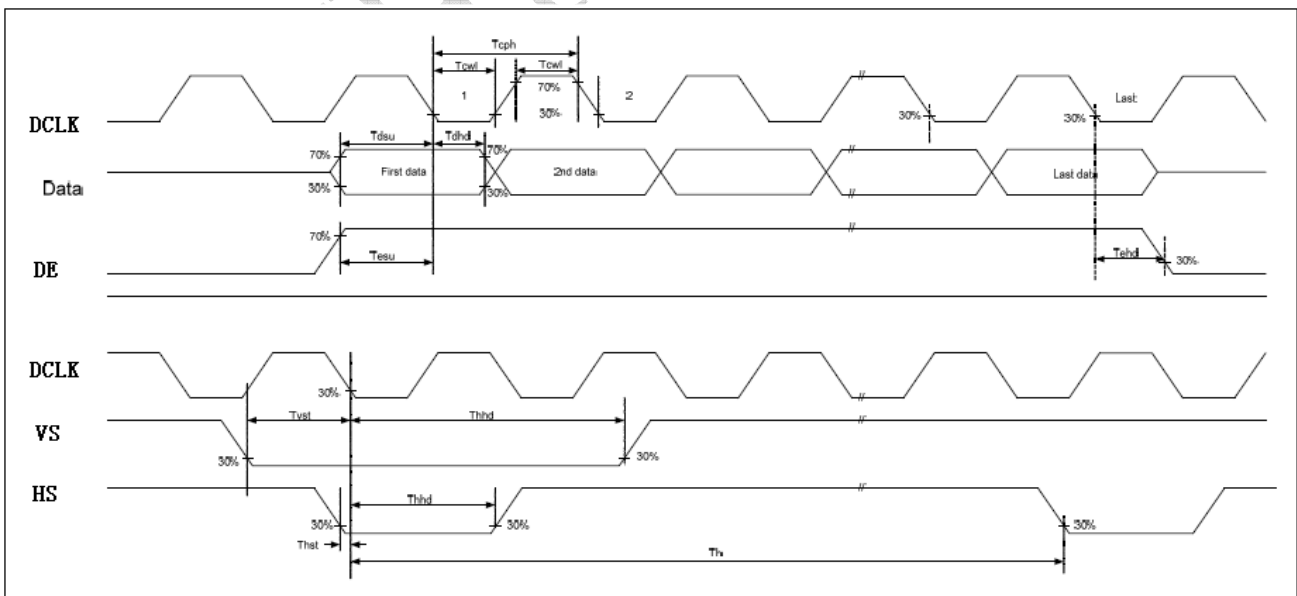 Tcph
Tcwl Tcwl
1 70% 2 Last
30% 30% 30%
DCLK
Tdsu Tdhd
70% 70%
First data 2nd data Last data
30% 30%
Data
70%
Tesu Tehd
DE 30%
DCLK
30%
Tvst Thhd
VS
30% 30%
HS
Thhd
30% 30% 30%
Thst
Th